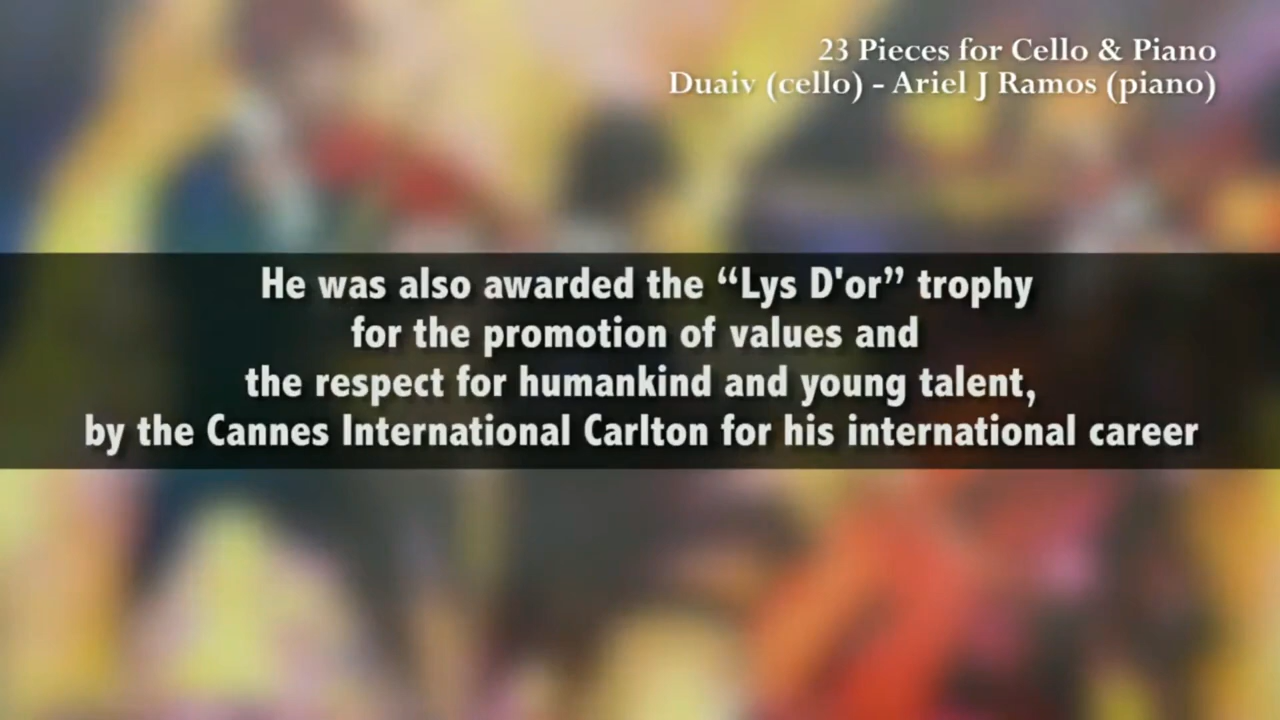 23 Pieces for Cello & Piano
Duaiv (cello) - Ariel J Ramos (piano)
He was also awarded the “Lys D'or” trophy
for the promotion of values and
the respect for humankind and young talent,
by the Cannes International Carlton for his international career